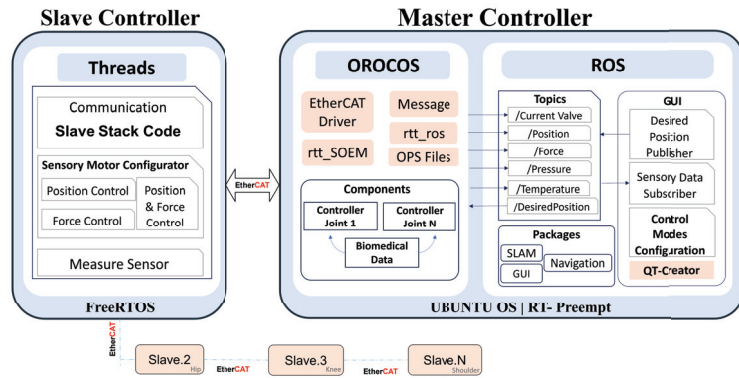 Slave Controller
Master Controller
Threads
Communication
Slave Stack Code
Sensory Motor Configurator
Position Control
Force Control
Position
& Force
Control
Measure Sensor
FreeRTOS
EtherCAT
OROCOS
EtherCAT
Driver
rtt_SOEM
Message
rtt_ros
OPS Files
Components
Controller
Joint 1
Controller
Joint N
Biomedical
Data
ROS
Topics
/Current Valve
/Position
/Force
/Pressure
/Temperature
/DesiredPosition
Packages
SLAM
GUI
Navigation
GUI
Desired
Position
Publisher
Sensory Data
Subscriber
Control
Modes
Configuration
QT-Creator
UBUNTU OS | RT- Preempt
EtherCAT
Slave.2
Hip
EtherCAT
Slave.3
Knee
EtherCAT
Slave.N
Shoulder